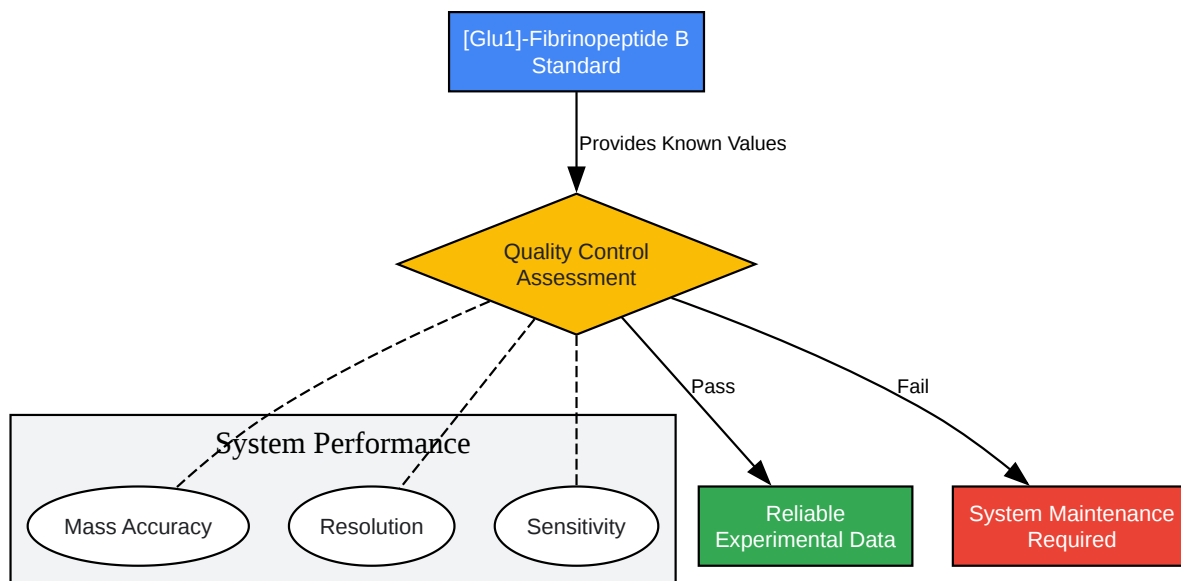 [Glu1]-Fibrinopeptide B
Standard
Provides Known Values
Quality Control
Assessment
Pass
Fail
System Performance
Mass Accuracy
Resolution
Sensitivity
Reliable
Experimental Data
System Maintenance
Required